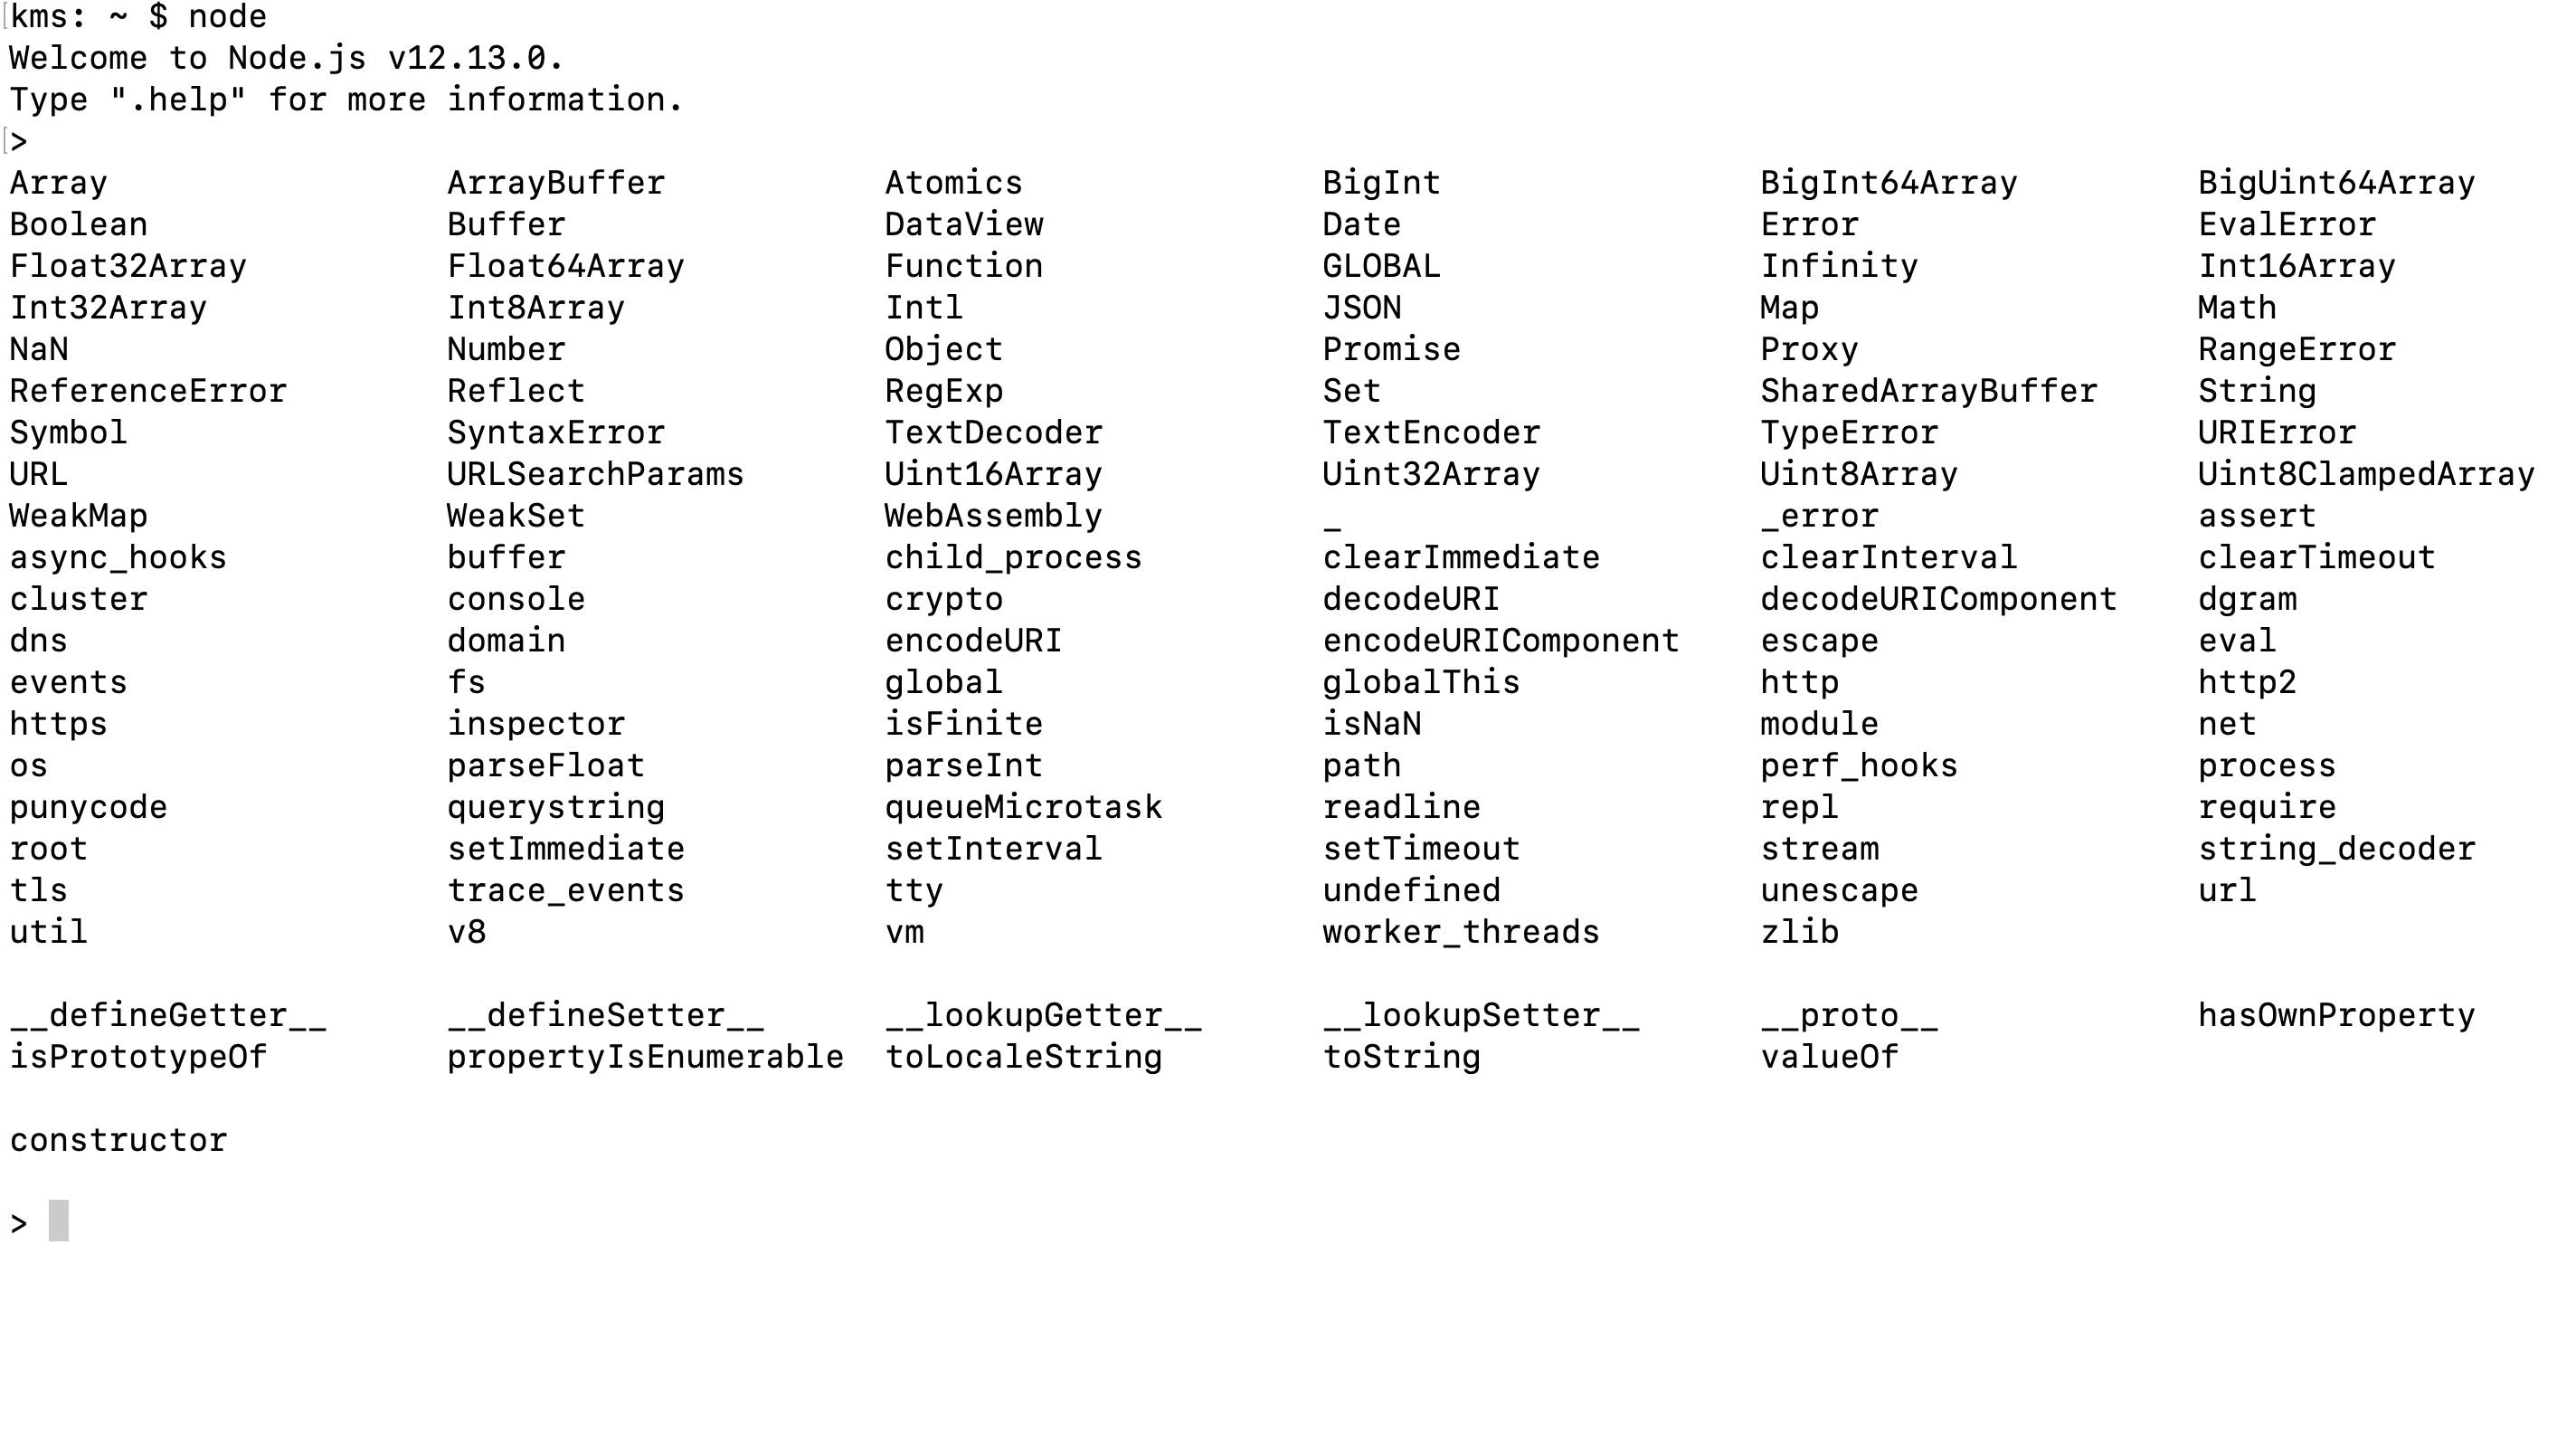 kms: ~ $ node
Welcome to Node.js v12.13.0.
Type ".help" for more information.
>
Array ArrayBuffer Atomics BigInt BigInt64Array BigUint64Array
Boolean Buffer DataView Date Error EvalError
Float32Array Float64Array Function GLOBAL Infinity Int16Array
Int32Array Int8Array Intl JSON Map Math
NaN Number Object Promise Proxy RangeError
ReferenceError Reflect RegExp Set SharedArrayBuffer String
Symbol SyntaxError TextDecoder TextEncoder TypeError URIError
URL URLSearchParams Uint16Array Uint32Array Uint8Array Uint8ClampedArray
WeakMap WeakSet WebAssembly _ _error assert
async_hooks buffer child_process clearImmediate clearInterval clearTimeout
cluster console crypto decodeURI decodeURIComponent dgram
dns domain encodeURI encodeURIComponent escape eval
events fs global globalThis http http2
https inspector isFinite isNaN module net
os parseFloat parseInt path perf_hooks process
punycode querystring queueMicrotask readline repl require
root setImmediate setInterval setTimeout stream string_decoder
tls trace_events tty undefined unescape url
util v8 vm worker_threads zlib
__defineGetter__ __defineSetter__ __lookupGetter__ __lookupSetter__ __proto__ hasOwnProperty
isPrototypeOf propertyIsEnumerable toLocaleString toString valueOf
constructor
>